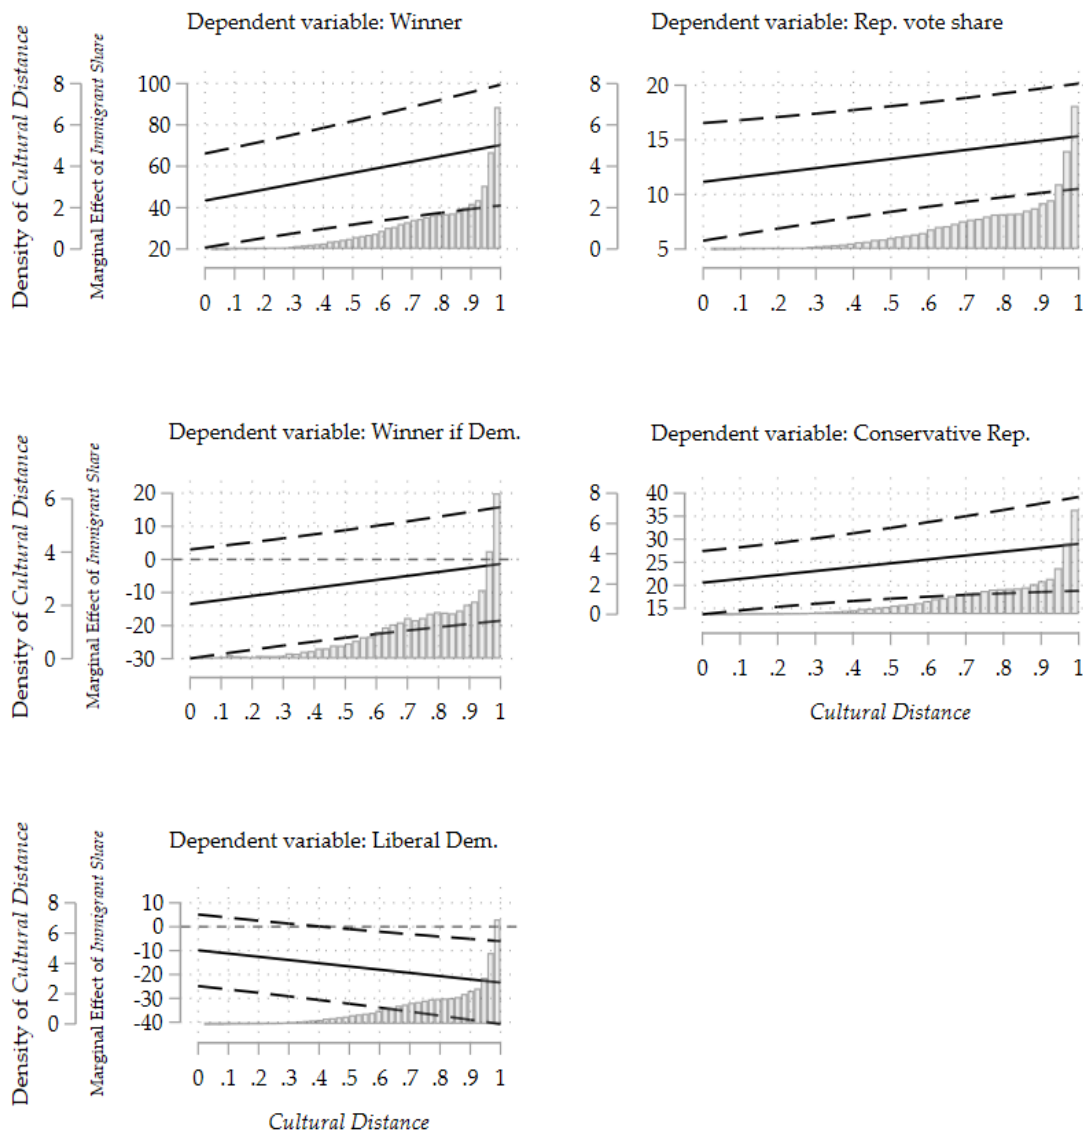 Dependent variable: Winner
Density of Cultural Distance
Marginal Effect of Immigrant Share
8
6
4
2
0
100
80
60
40
20
0 .1 .2 .3 .4 .5 .6 .7 .8 .9 1
Dependent variable: Rep. vote share
8
6
4
2
0
20
15
10
5
0 .1 .2 .3 .4 .5 .6 .7 .8 .9 1
Dependent variable: Winner if Dem.
Density of Cultural Distance
Marginal Effect of Immigrant Share
6
4
2
0
20
10
0
-10
-20
-30
0 .1 .2 .3 .4 .5 .6 .7 .8 .9 1
Dependent variable: Conservative Rep.
8
6
4
2
0
40
35
30
25
20
15
0 .1 .2 .3 .4 .5 .6 .7 .8 .9 1
Cultural Distance
Dependent variable: Liberal Dem.
Density of Cultural Distance
Marginal Effect of Immigrant Share
8
6
4
2
0
10
0
-10
-20
-30
-40
0 .1 .2 .3 .4 .5 .6 .7 .8 .9 1
Cultural Distance